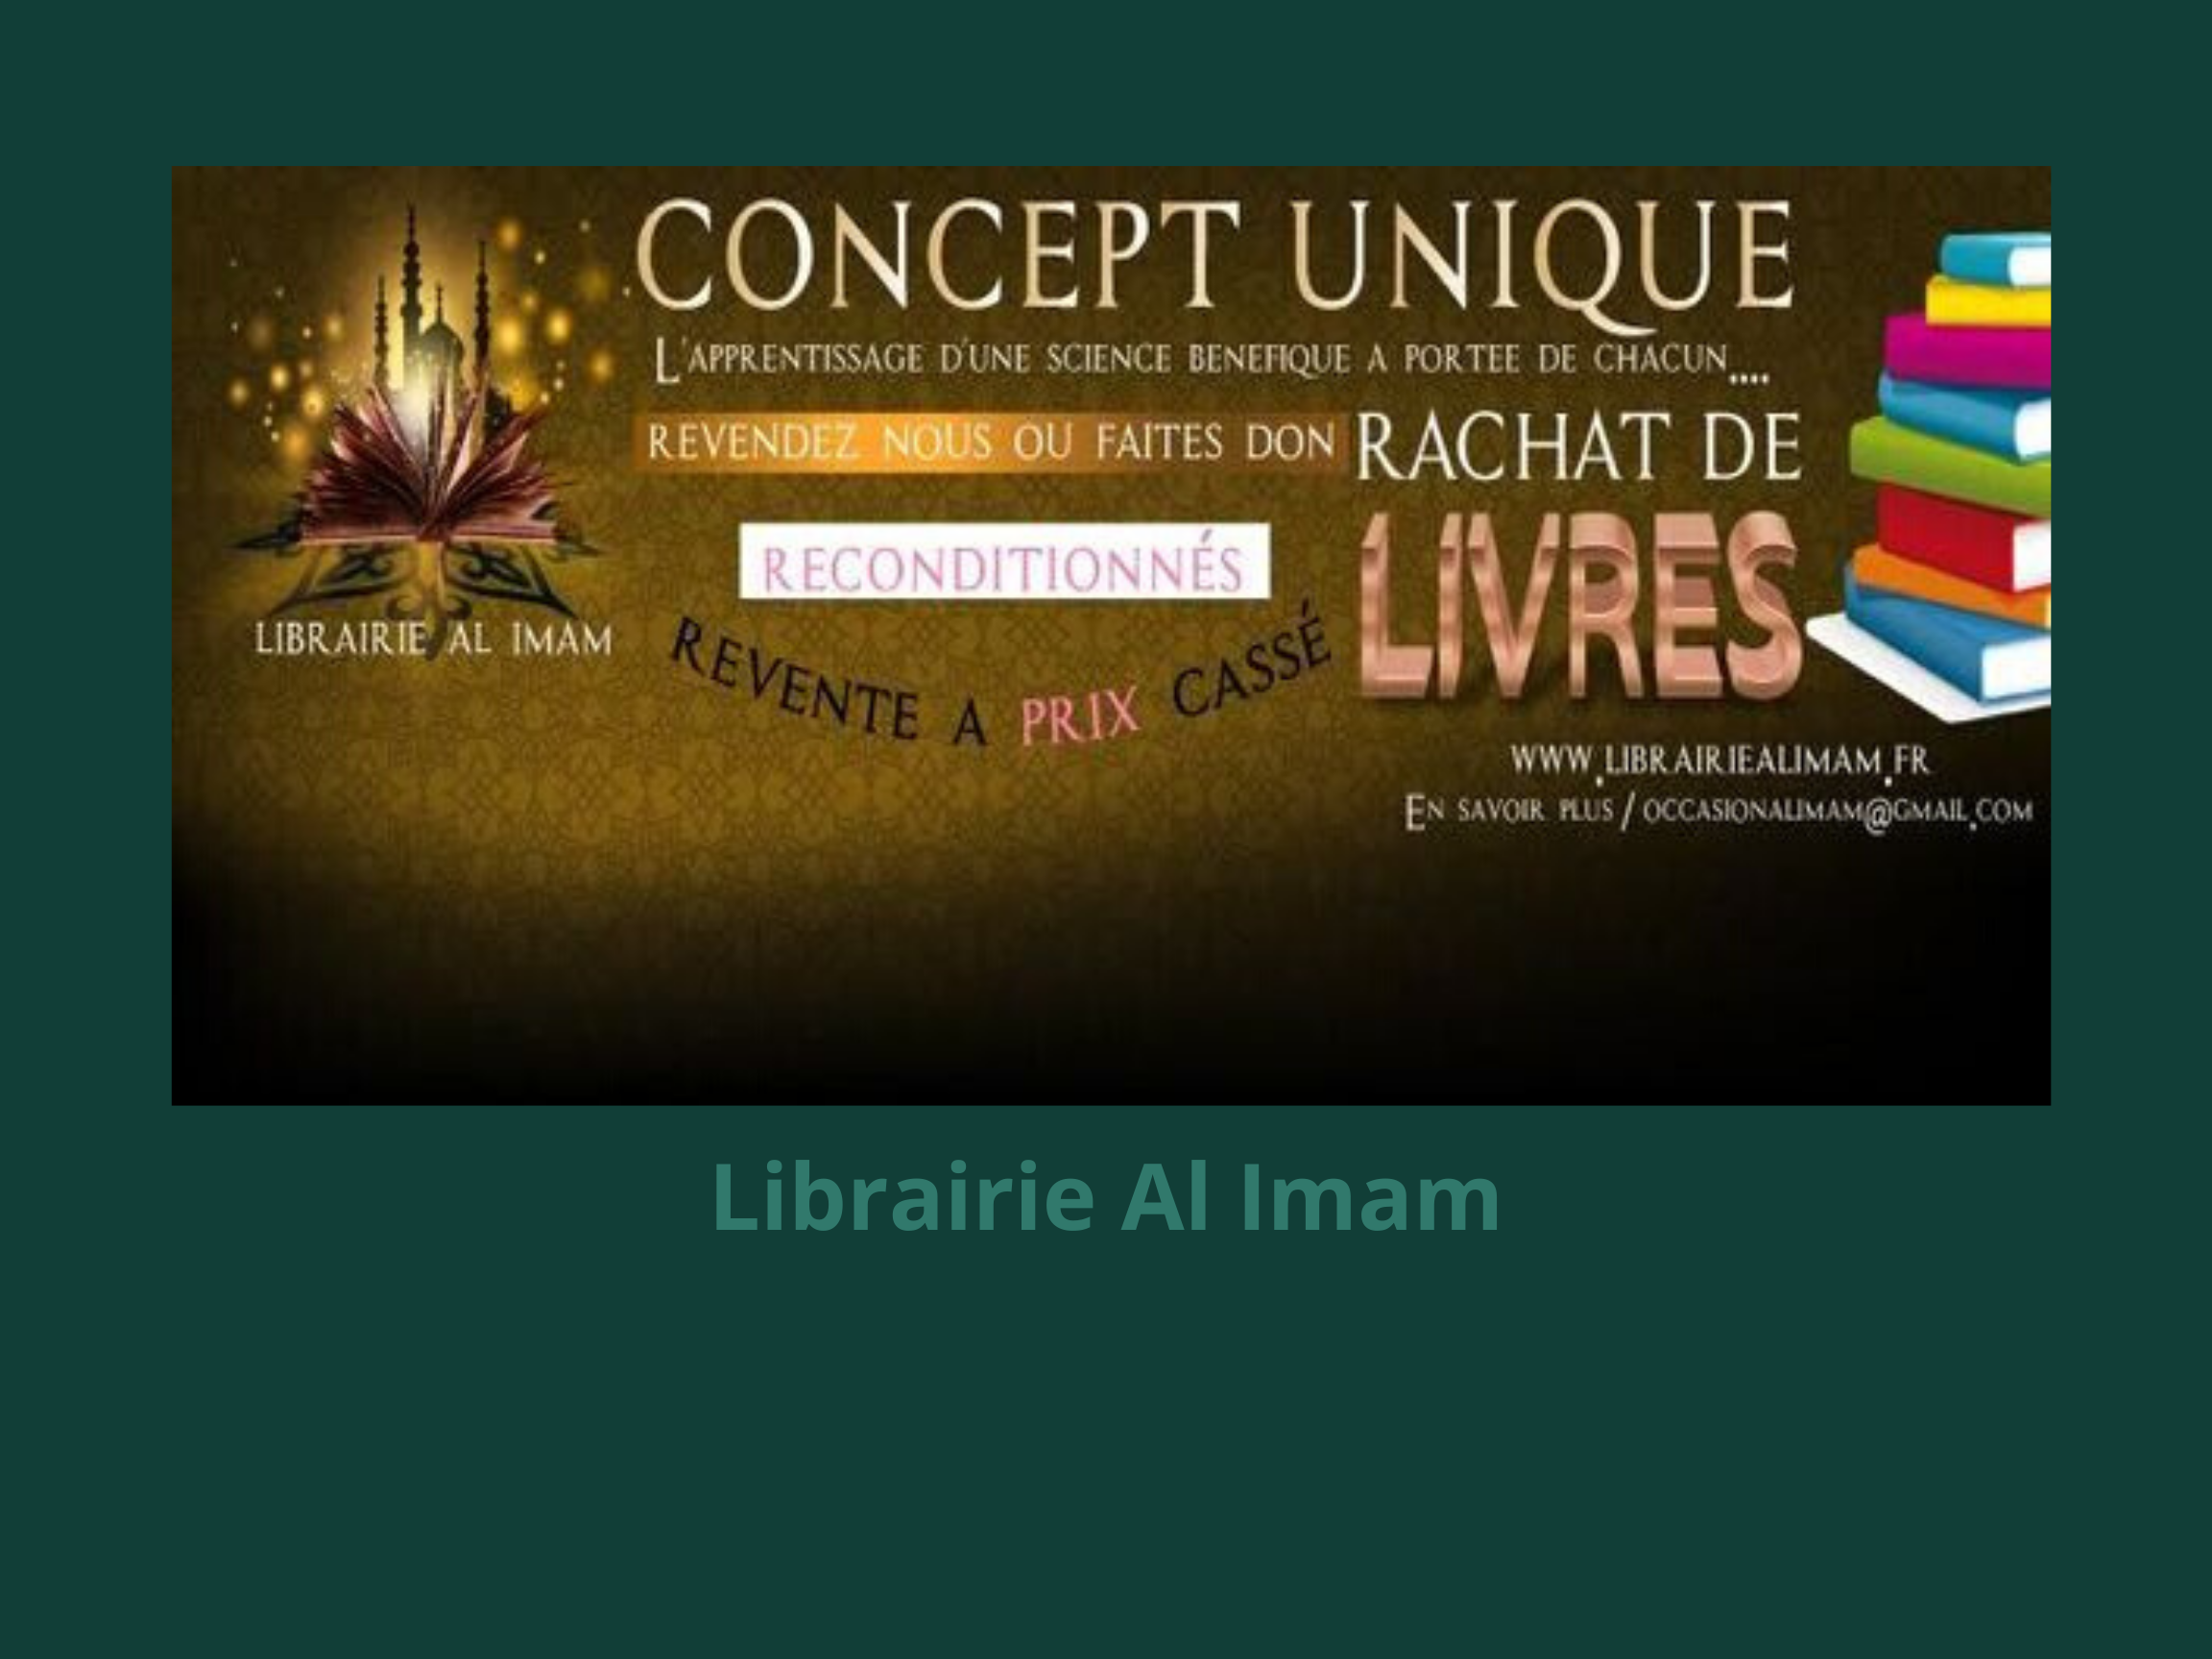 CONCEPT UNIQUE
L'APPRENTISSAGE D'UNE SCIENCE BENEFIQUE A PORTEE DE CHACUN....
REVENDEZ NOUS OU FAITES DON
RACHAT DE
LIVRES
RECONDITIONNÉS
REVENTE A PRIX CASSÉ
LIBRAIRIE AL IMAM
WWW.LIBRAIRIEALIMAM.FR
EN SAVOIR PLUS / OCCASIONALIMAM@GMAIL.COM
Librairie Al Imam